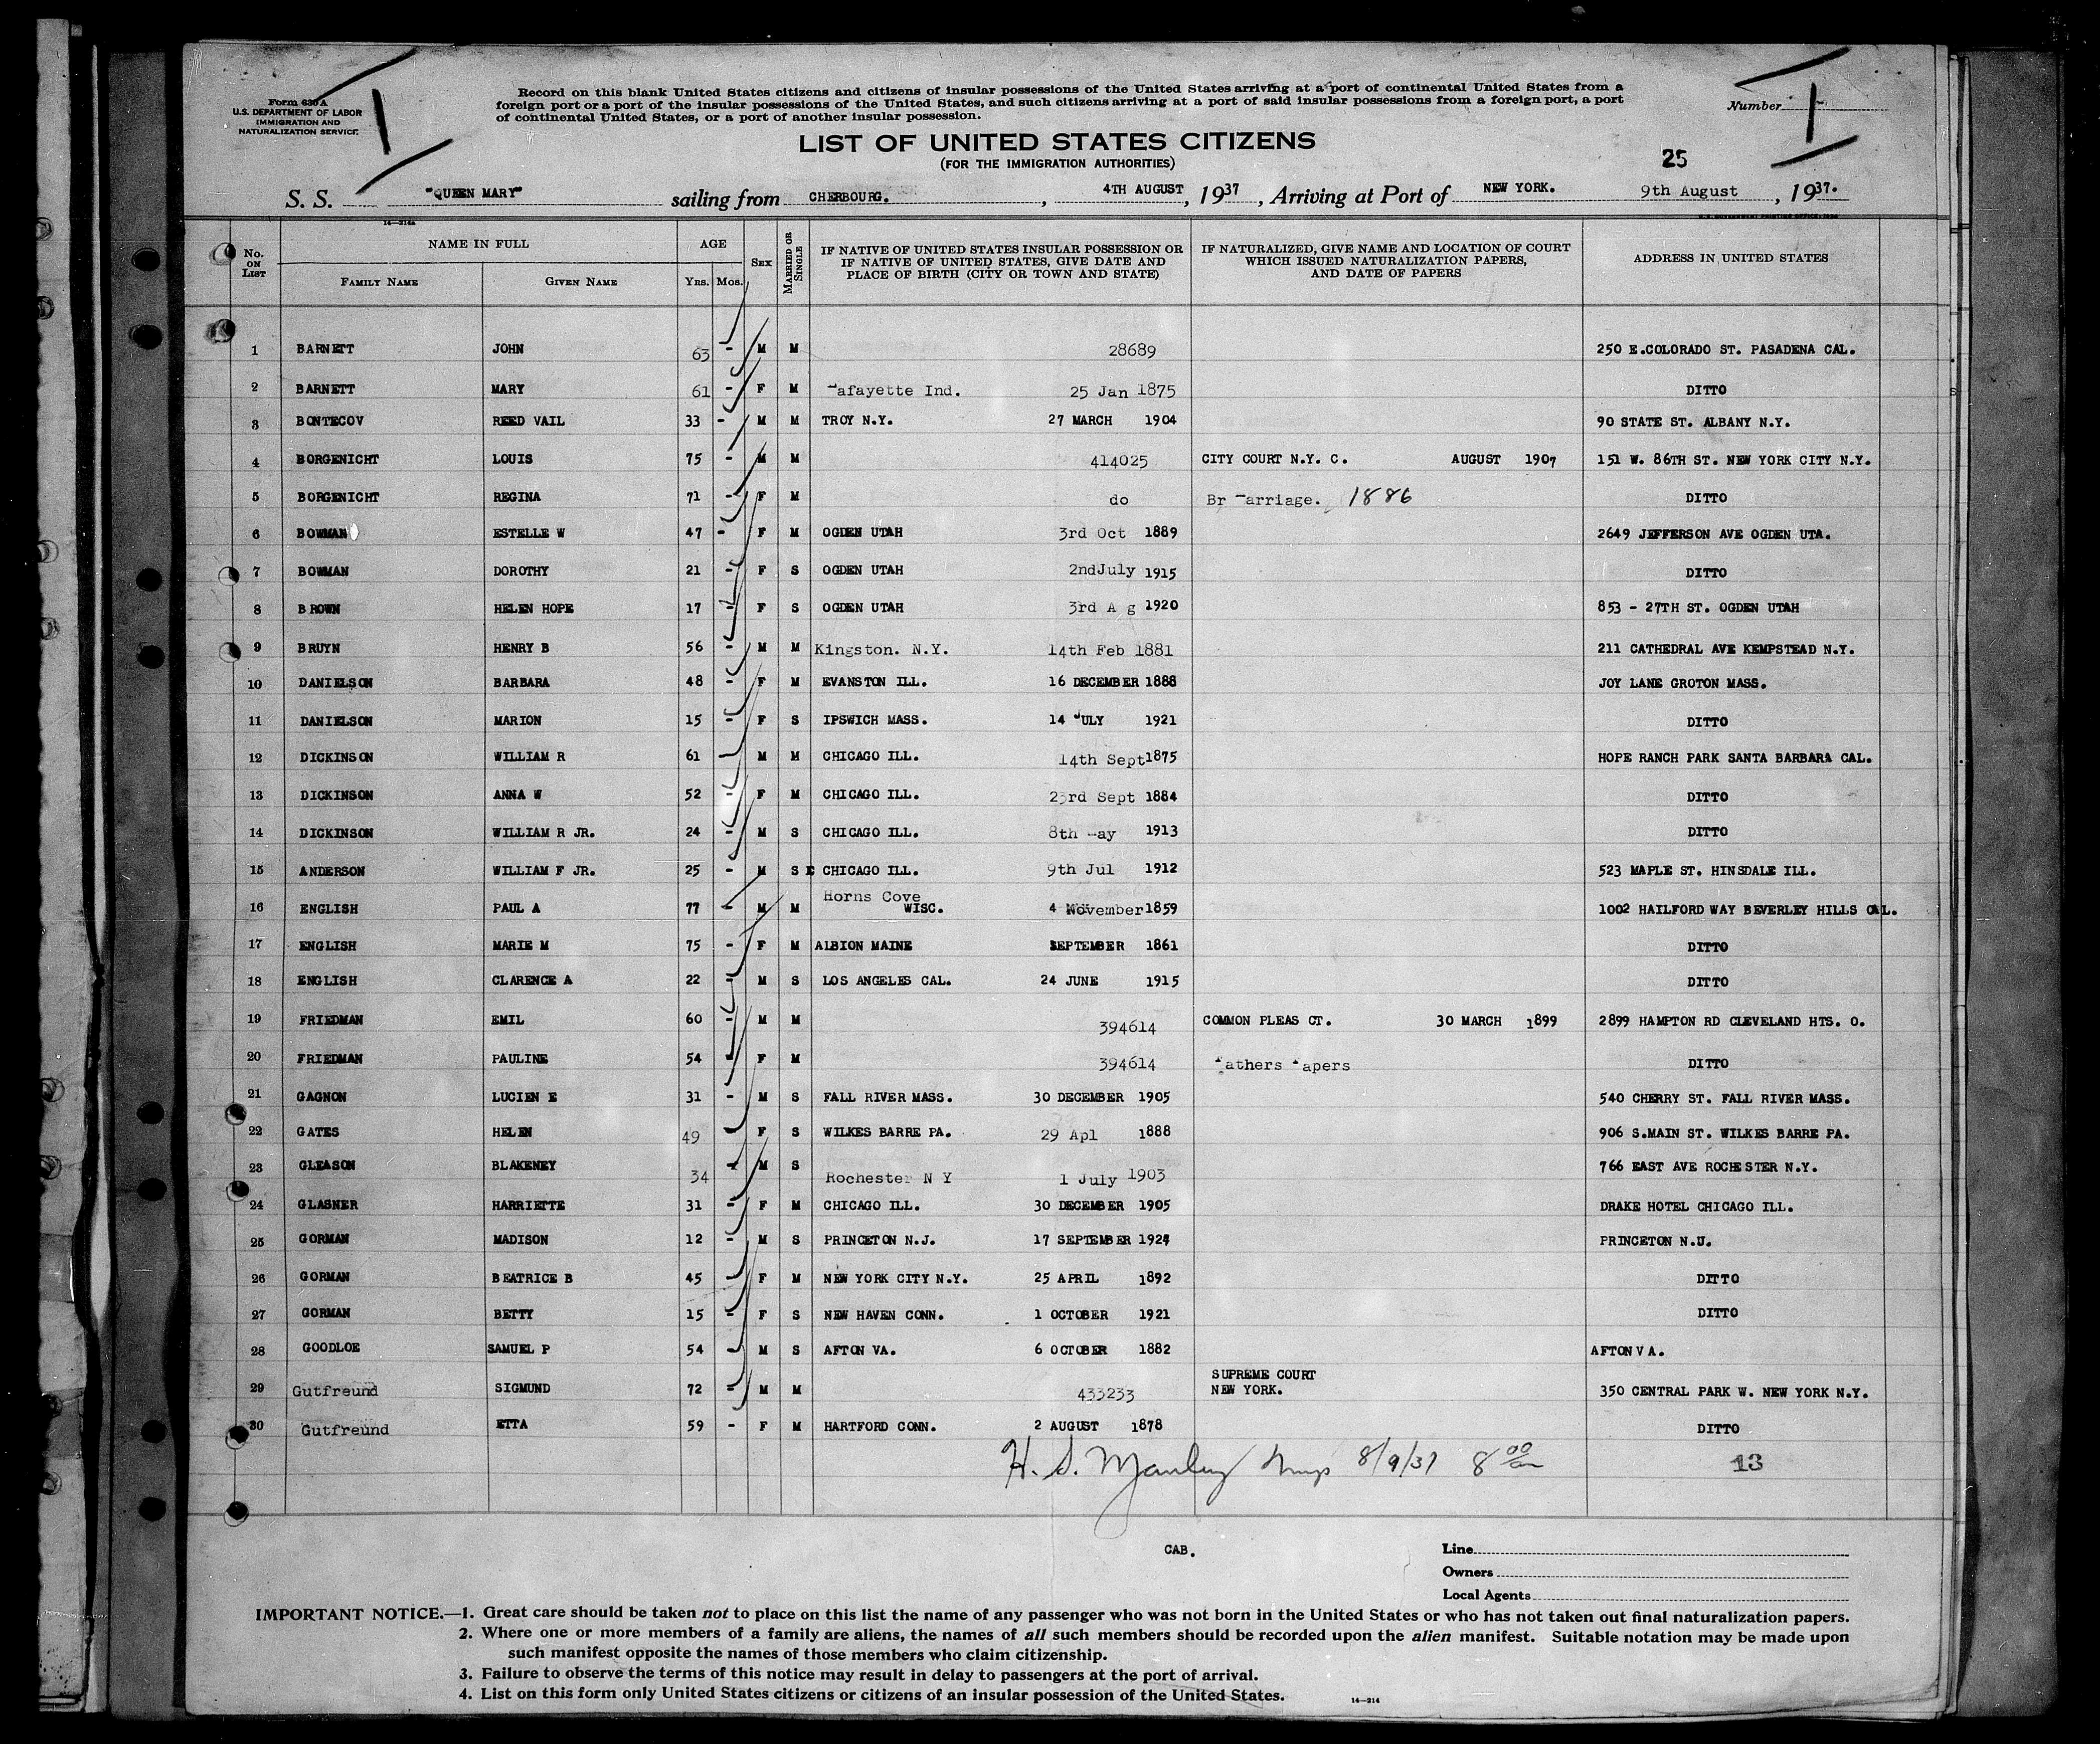 Form 630 A
U.S. DEPARTMENT OF LABOR
IMMIGRATION AND
NATURALIZATION SERVICE
Record on this blank United States citizens and citizens of insular possessions of the United States arriving at a port of continental United States from a
foreign port or a port of the insular possessions of the United States, and such citizens arriving at a port of said insular possessions from a foreign port, a port
of continental United States, or a port of another insular possession.
Number
LIST OF UNITED STATES CITIZENS
(FOR THE IMMIGRATION AUTHORITIES)
25
S. S. "QUEEN MARY" sailing from CHERBOURG. , 4TH AUGUST , 1937 , Arriving at Port of NEW YORK. 9th August , 1937.
14—214a
No. ON LIST NAME IN FULL FAMILY NAME GIVEN NAME AGE YRS. MOS. SEX MARRIED OR SINGLE IF NATIVE OF UNITED STATES INSULAR POSSESSION OR IF NATIVE OF UNITED STATES, GIVE DATE AND PLACE OF BIRTH (CITY OR TOWN AND STATE) IF NATURALIZED, GIVE NAME AND LOCATION OF COURT WHICH ISSUED NATURALIZATION PAPERS, AND DATE OF PAPERS ADDRESS IN UNITED STATES
1 BARNETT JOHN 63 - M M 28689 250 E.COLORADO ST. PASADENA CAL.
2 BARNETT MARY 61 - F M afayette Ind. 25 Jan 1875 DITTO
3 BONTECOV REED VAIL 33 - M M TROY N.Y. 27 MARCH 1904 90 STATE ST. ALBANY N.Y.
4 BORGENICHT LOUIS 75 - M M 414025 CITY COURT N.Y. C. AUGUST 1907 151 W. 86TH ST. NEW YORK CITY N.Y.
5 BORGENICHT REGINA 71 - F M do Br arriage. 1886 DITTO
6 BOWMAN ESTELLE W 47 - F M OGDEN UTAH 3rd Oct 1889 2649 JEFFERSON AVE OGDEN UTA.
7 BOWMAN DOROTHY 21 - F S OGDEN UTAH 2ndJuly 1915 DITTO
8 BROWN HELEN HOPE 17 - F S OGDEN UTAH 3rd A g 1920 853 - 27TH ST. OGDEN UTAH
9 BRUYN HENRY B 56 - M M Kingston. N.Y. 14th Feb 1881 211 CATHEDRAL AVE KEMPSTEAD N.Y.
10 DANIELSON BARBARA 48 - F M EVANSTON ILL. 16 DECEMBER 1888 JOY LANE GROTON MASS.
11 DANIELSON MARION 15 - F S IPSWICH MASS. 14 JULY 1921 DITTO
12 DICKINSON WILLIAM R 61 M M CHICAGO ILL. 14th Sept1875 HOPE RANCH PARK SANTA BARBARA CAL.
13 DICKINSON ANNA W 52 - F M CHICAGO ILL. 23rd Sept 1884 DITTO
14 DICKINSON WILLIAM R JR. 24 - M S CHICAGO ILL. 8th ay 1913 DITTO
15 ANDERSON WILLIAM F JR. 25 - M S E CHICAGO ILL. 9th Jul 1912 523 MAPLE ST. HINSDALE ILL.
Horns Cove
16 ENGLISH PAUL A 77 - M M WISC. 4 November1859 1002 HAILFORD WAY BEVERLEY HILLS CAL.
17 ENGLISH MARIE M 75 - F M ALBION MAINE SEPTEMBER 1861 DITTO
18 ENGLISH CLARENCE A 22 - M S LOS ANGELES CAL. 24 JUNE 1915 DITTO
19 FRIEDMAN EMIL 60 - M M 394614 COMMON PLEAS CT. 30 MARCH 1899 2899 HAMPTON RD CLEVELAND HTS. O.
20 FRIEDMAN PAULINE 54 - F M 394614 athers apers DITTO
21 GAGNON LUCIEN E 31 - M S FALL RIVER MASS. 30 DECEMBER 1905 540 CHERRY ST. FALL RIVER MASS.
22 GATES HELEN 49 F S WILKES BARRE PA. 29 Apl 1888 906 S.MAIN ST. WILKES BARRE PA.
23 GLEASON BLAKENEY 34 - M S Rochester N Y 1 July 1903 766 EAST AVE ROCHESTER N.Y.
24 GLASNER HARRIETTE 31 - F M CHICAGO ILL. 30 DECEMBER 1905 DRAKE HOTEL CHICAGO ILL.
25 GORMAN MADISON 12 - M S PRINCETON N.J. 17 SEPTEMBER 1924 PRINCETON N.J.
26 GORMAN BEATRICE B 45 - F M NEW YORK CITY N.Y. 25 APRIL 1892 DITTO
27 GORMAN BETTY 15 - F S NEW HAVEN CONN. 1 OCTOBER 1921 DITTO
28 GOODLOE SAMUEL P 54 - M S AFTON VA. 6 OCTOBER 1882 AFTON VA.
29 Gutfreund SIGMUND 72 - M M 433233 SUPREME COURT NEW YORK. 350 CENTRAL PARK W. NEW YORK N.Y.
30 Gutfreund ETTA 59 - F M HARTFORD CONN. 2 AUGUST 1878 DITTO
H. S. 8/9/37 8 00 am 13
CAB.
Line
Owners
Local Agents
IMPORTANT NOTICE.—1. Great care should be taken not to place on this list the name of any passenger who was not born in the United States or who has not taken out final naturalization papers.
2. Where one or more members of a family are aliens, the names of all such members should be recorded upon the alien manifest. Suitable notation may be made upon
such manifest opposite the names of those members who claim citizenship.
3. Failure to observe the terms of this notice may result in delay to passengers at the port of arrival.
4. List on this form only United States citizens or citizens of an insular possession of the United States.
14—214